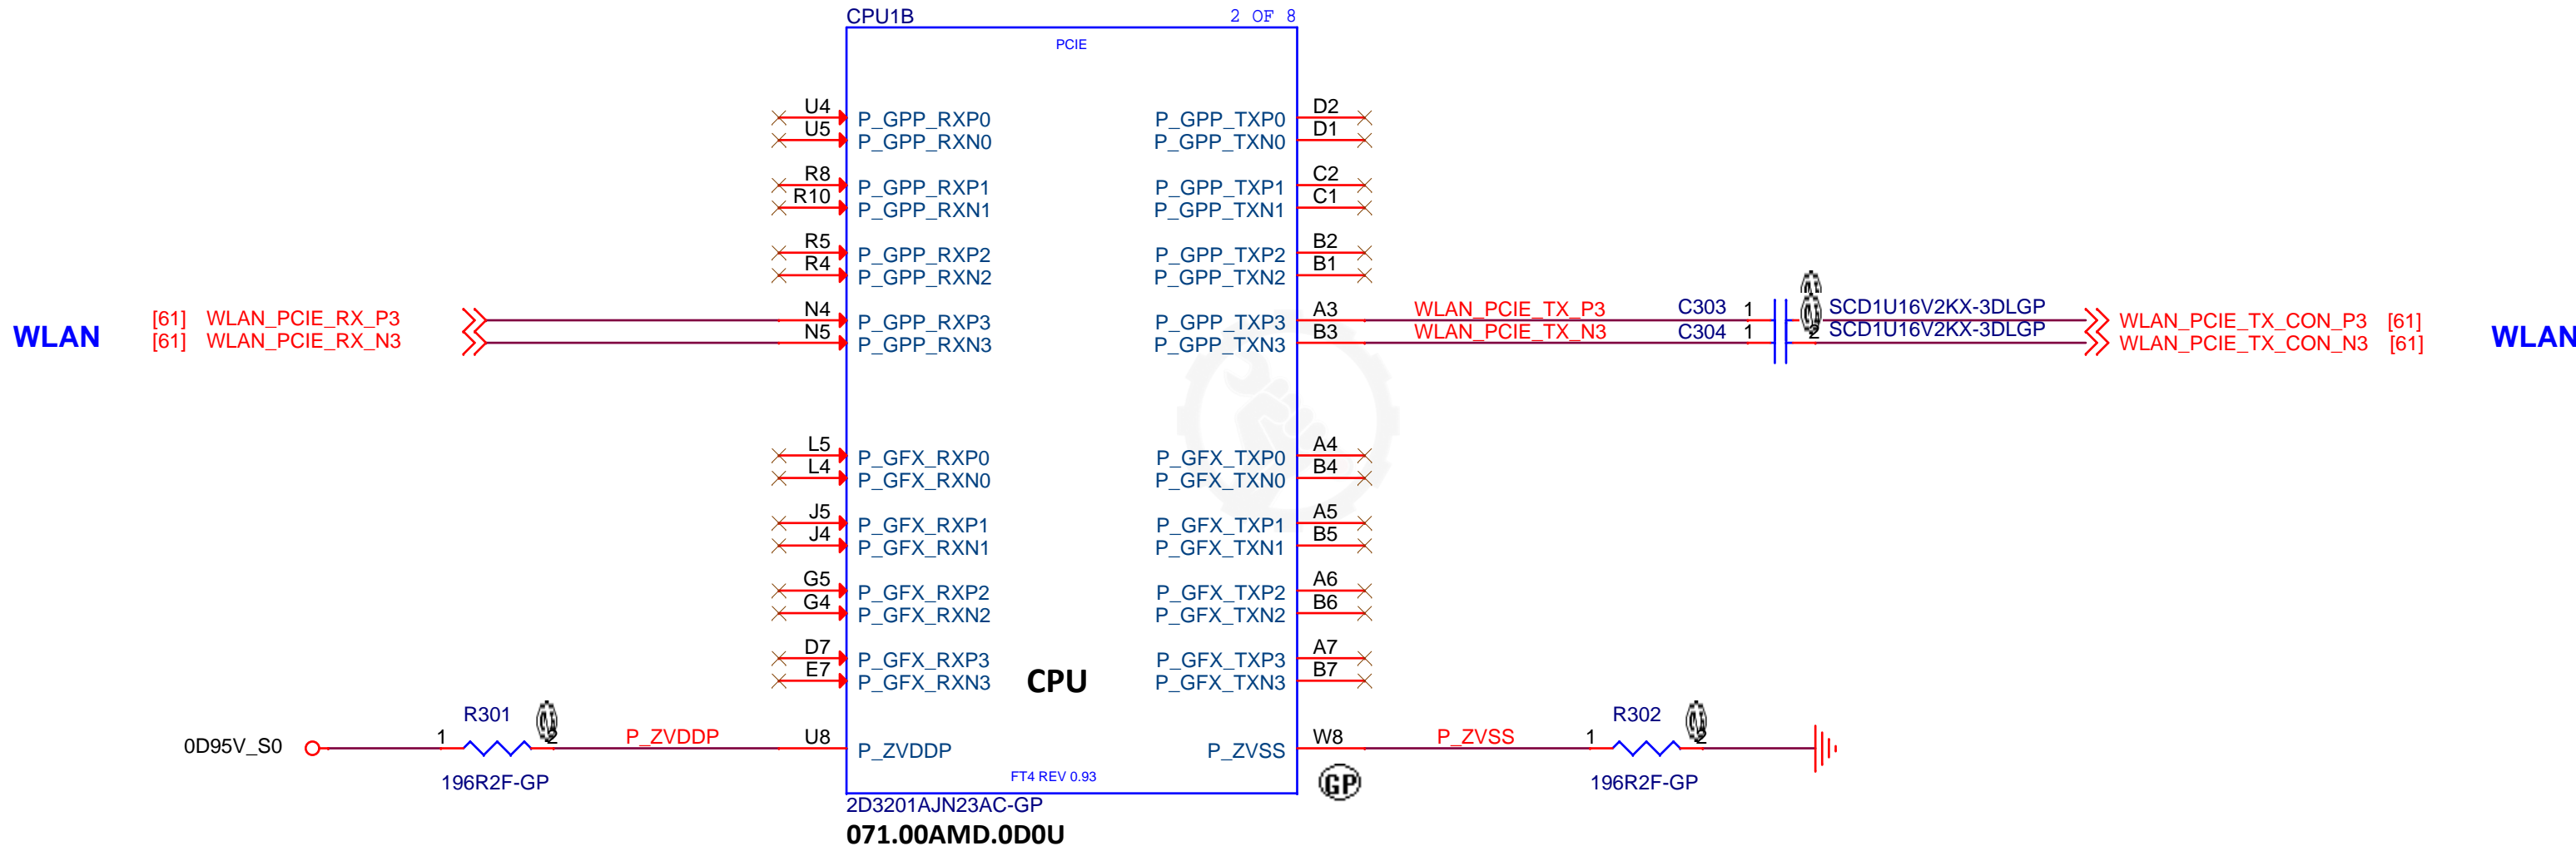 CPU1B 2 OF 8
PCIE
U4 P_GPP_RXP0 P_GPP_TXP0 D2
U5 P_GPP_RXN0 P_GPP_TXN0 D1
R8 P_GPP_RXP1 P_GPP_TXP1 C2
R10 P_GPP_RXN1 P_GPP_TXN1 C1
R5 P_GPP_RXP2 P_GPP_TXP2 B2
R4 P_GPP_RXN2 P_GPP_TXN2 B1
[61] WLAN_PCIE_RX_P3 N4 P_GPP_RXP3 P_GPP_TXP3 A3 WLAN_PCIE_TX_P3 C303 1 SCD1U16V2KX-3DLGP WLAN_PCIE_TX_CON_P3 [61]
WLAN WLAN
[61] WLAN_PCIE_RX_N3 N5 P_GPP_RXN3 P_GPP_TXN3 B3 WLAN_PCIE_TX_N3 C304 1 2 SCD1U16V2KX-3DLGP WLAN_PCIE_TX_CON_N3 [61]
L5 P_GFX_RXP0 P_GFX_TXP0 A4
L4 P_GFX_RXN0 P_GFX_TXN0 B4
J5 P_GFX_RXP1 P_GFX_TXP1 A5
J4 P_GFX_RXN1 P_GFX_TXN1 B5
G5 P_GFX_RXP2 P_GFX_TXP2 A6
G4 P_GFX_RXN2 P_GFX_TXN2 B6
D7 P_GFX_RXP3 P_GFX_TXP3 A7
E7 P_GFX_RXN3 CPU P_GFX_TXN3 B7
R301 R302
0D95V_S0 1 2 P_ZVDDP U8 P_ZVDDP P_ZVSS W8 P_ZVSS 1 2
196R2F-GP FT4 REV 0.93 GP 196R2F-GP
2D3201AJN23AC-GP
071.00AMD.0D0U